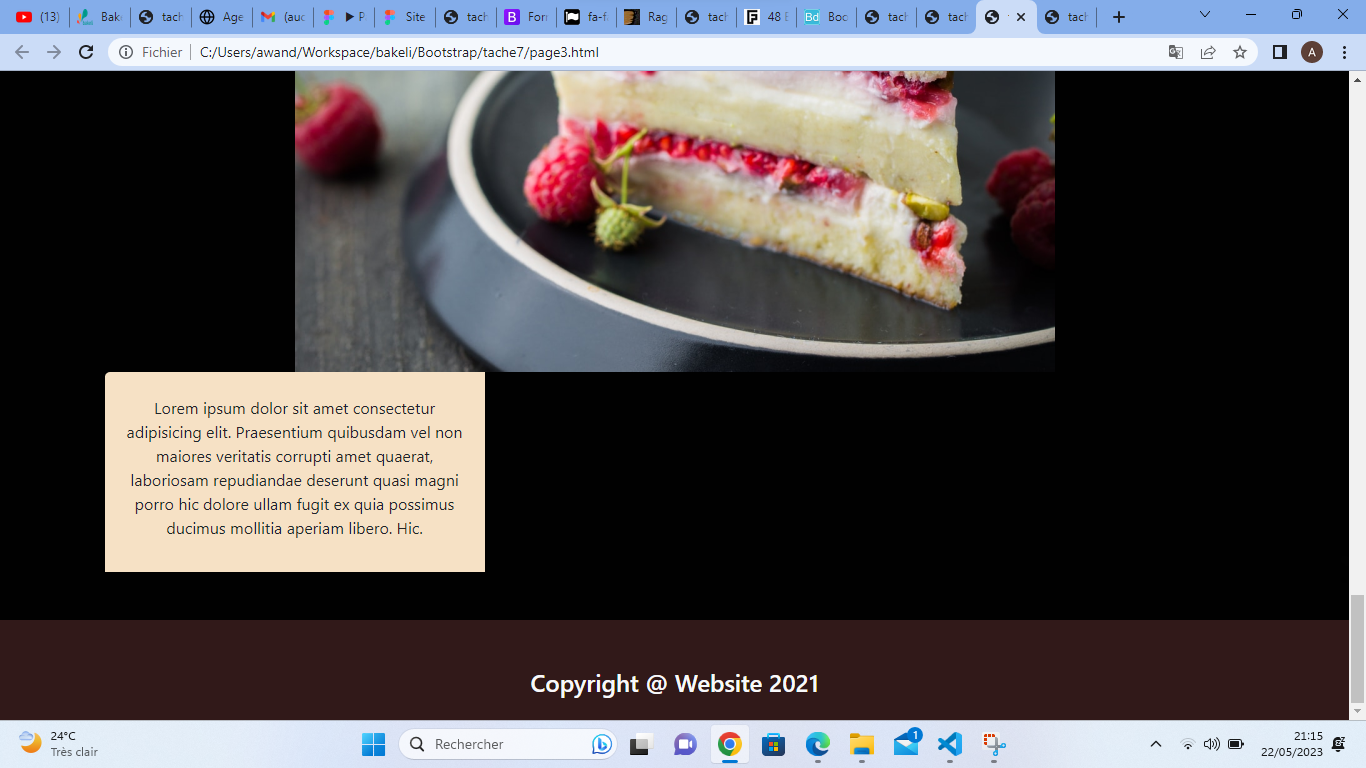 (13)
Bake
tach
Age
(auc
P
Site
tach
B
For
fa-f
Rag
tach
48 E
Bd
Boo
tach
tach
tach
Fichier
C:/Users/awand/Workspace/bakeli/Bootstrap/tache7/page3.html
A
Lorem ipsum dolor sit amet consectetur
adipisicing elit. Praesentium quibusdam vel non
maiores veritatis corrupti amet quaerat,
laboriosam repudiandae deserunt quasi magni
porro hic dolore ullam fugit ex quia possimus
ducimus mollitia aperiam libero. Hic.
Copyright @ Website 2021
24°C
Très clair
Rechercher
1
21:15
22/05/2023